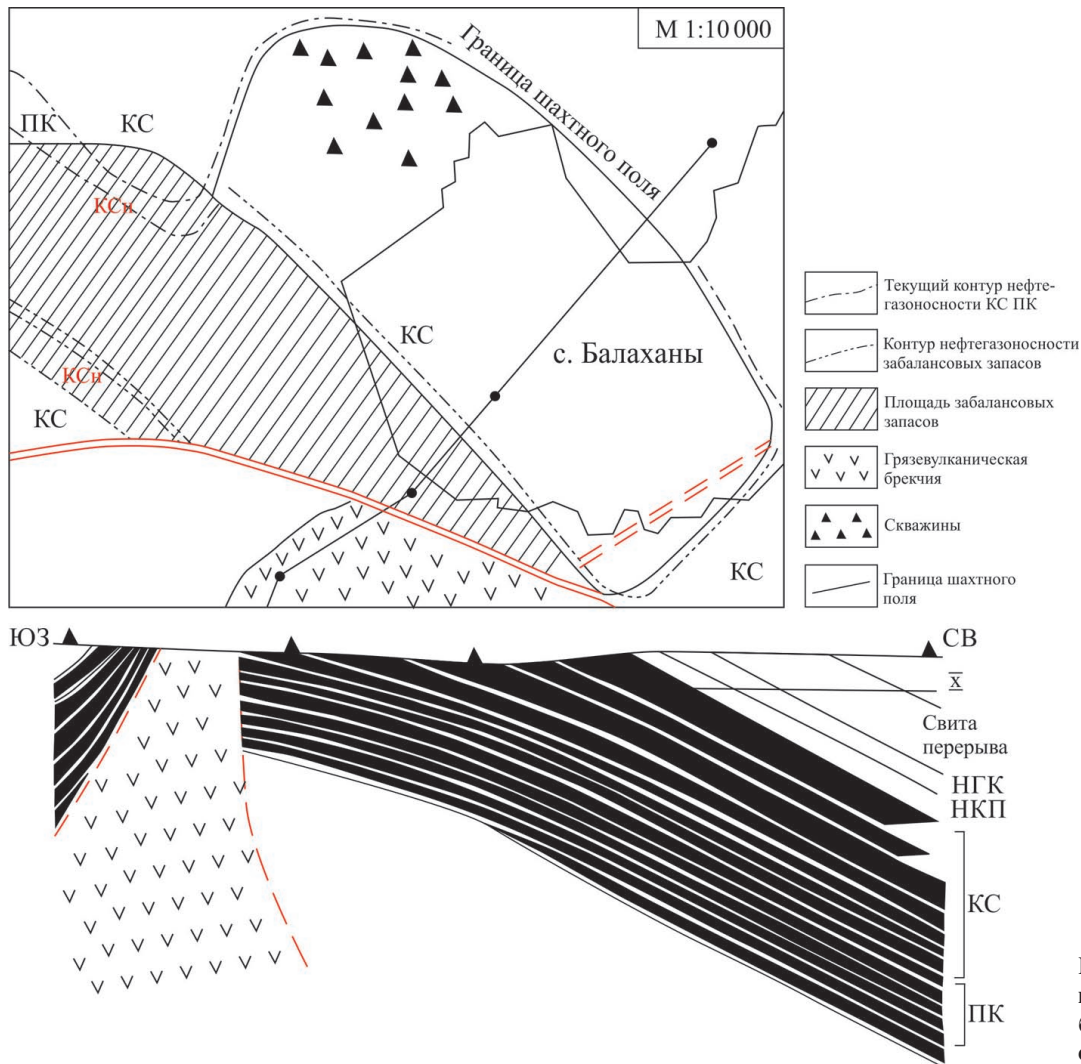 М 1:10 000
Граница шахтного поля
ПК
КС
КСн
КС
с. Балаханы
КСн
КС
КС
Текущий контур нефте-
газоносности КС ПК
Контур нефтегазоносности
забалансовых запасов
Площадь забалансовых
запасов
Грязевулканическая
брекчия
Скважины
Граница шахтного
поля
ЮЗ
СВ
x̅
Свита
перерыва
НГК
НКП
КС
ПК